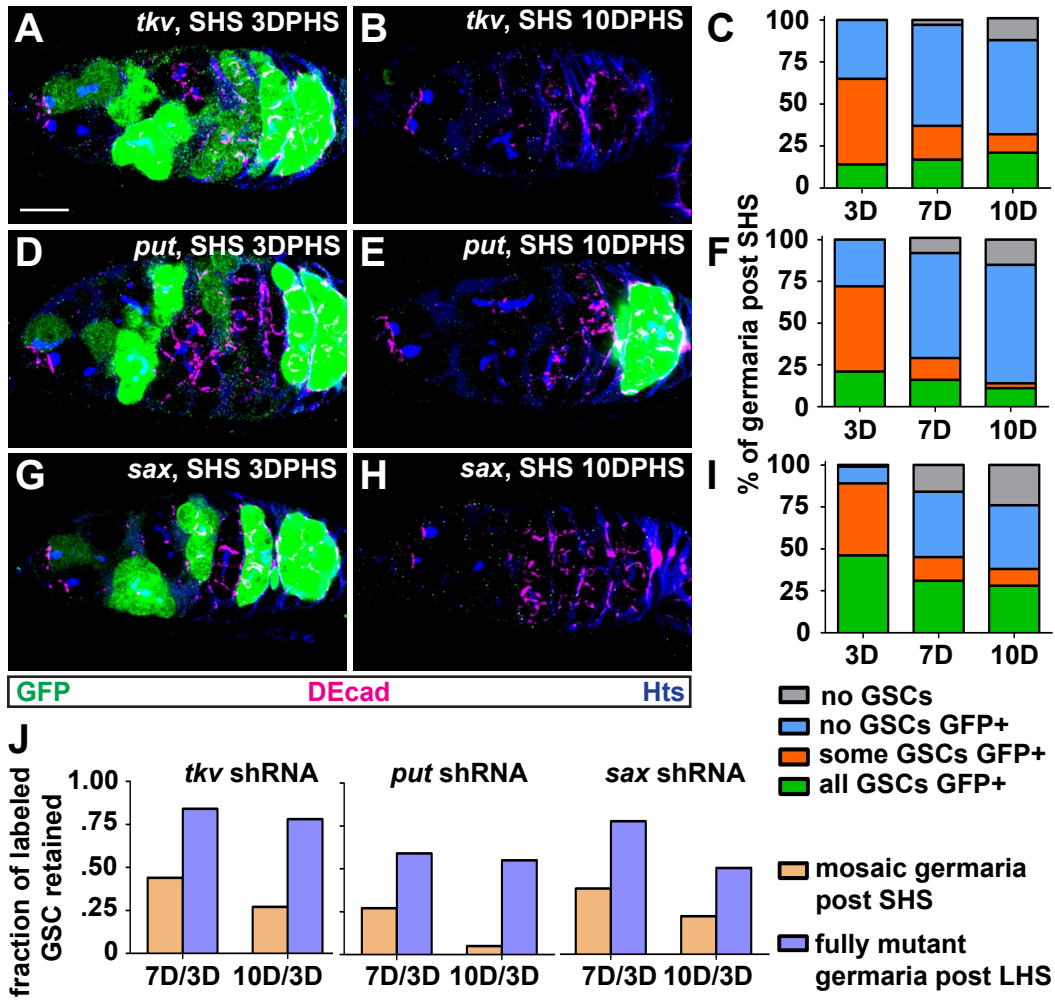 A
tkv, SHS 3DPHS
B
tkv, SHS 10DPHS
C
100
75
50
25
0
3D 7D 10D
D
put, SHS 3DPHS
E
put, SHS 10DPHS
F
100
75
50
25
0
3D 7D 10D
G
sax, SHS 3DPHS
H
sax, SHS 10DPHS
I
100
75
50
25
0
3D 7D 10D
% of germaria post SHS
GFP DEcad Hts
no GSCs
no GSCs GFP+
some GSCs GFP+
all GSCs GFP+
J
fraction of labeled
GSC retained
1.00
.75
.50
.25
0
tkv shRNA
7D/3D 10D/3D
put shRNA
7D/3D 10D/3D
sax shRNA
7D/3D 10D/3D
mosaic germaria
post SHS
fully mutant
germaria post LHS